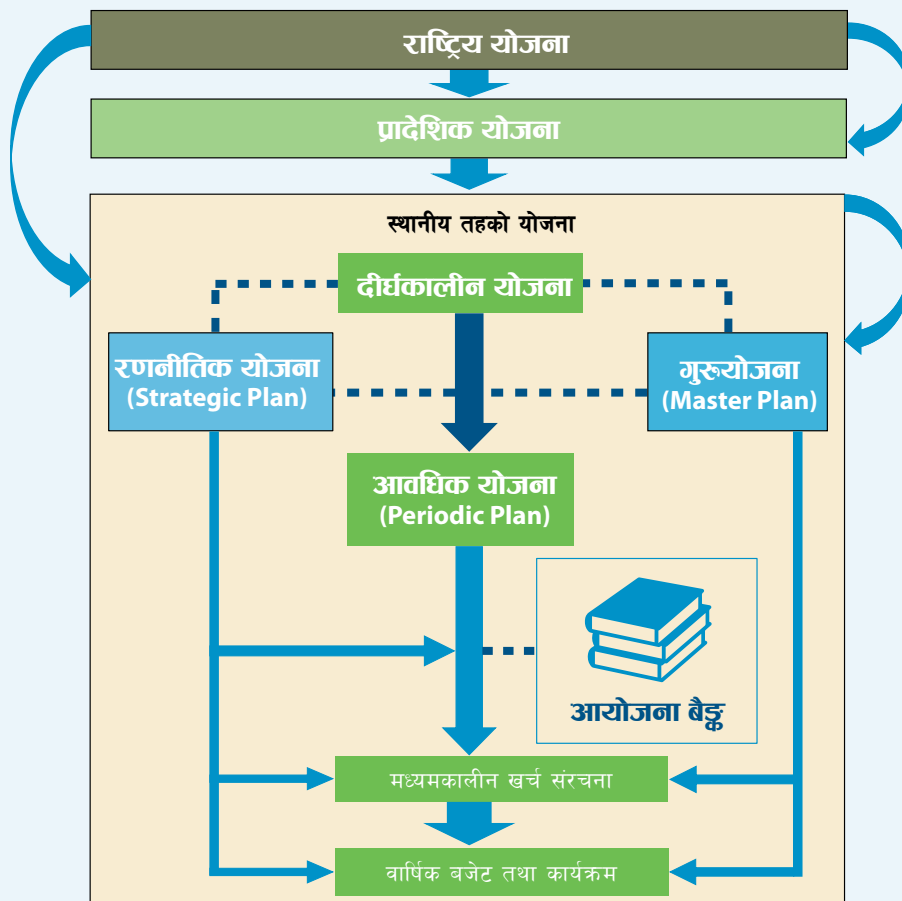 राष्ट्रिय योजना
प्रादेशिक योजना
स्थानीय तहको योजना
दीर्घकालीन योजना
रणनीतिक योजना
(Strategic Plan)
गुरूयोजना
(Master Plan)
आवधिक योजना
(Periodic Plan)
आयोजना बैङ्क
मध्यमकालीन खर्च संरचना
वार्षिक बजेट तथा कार्यक्रम